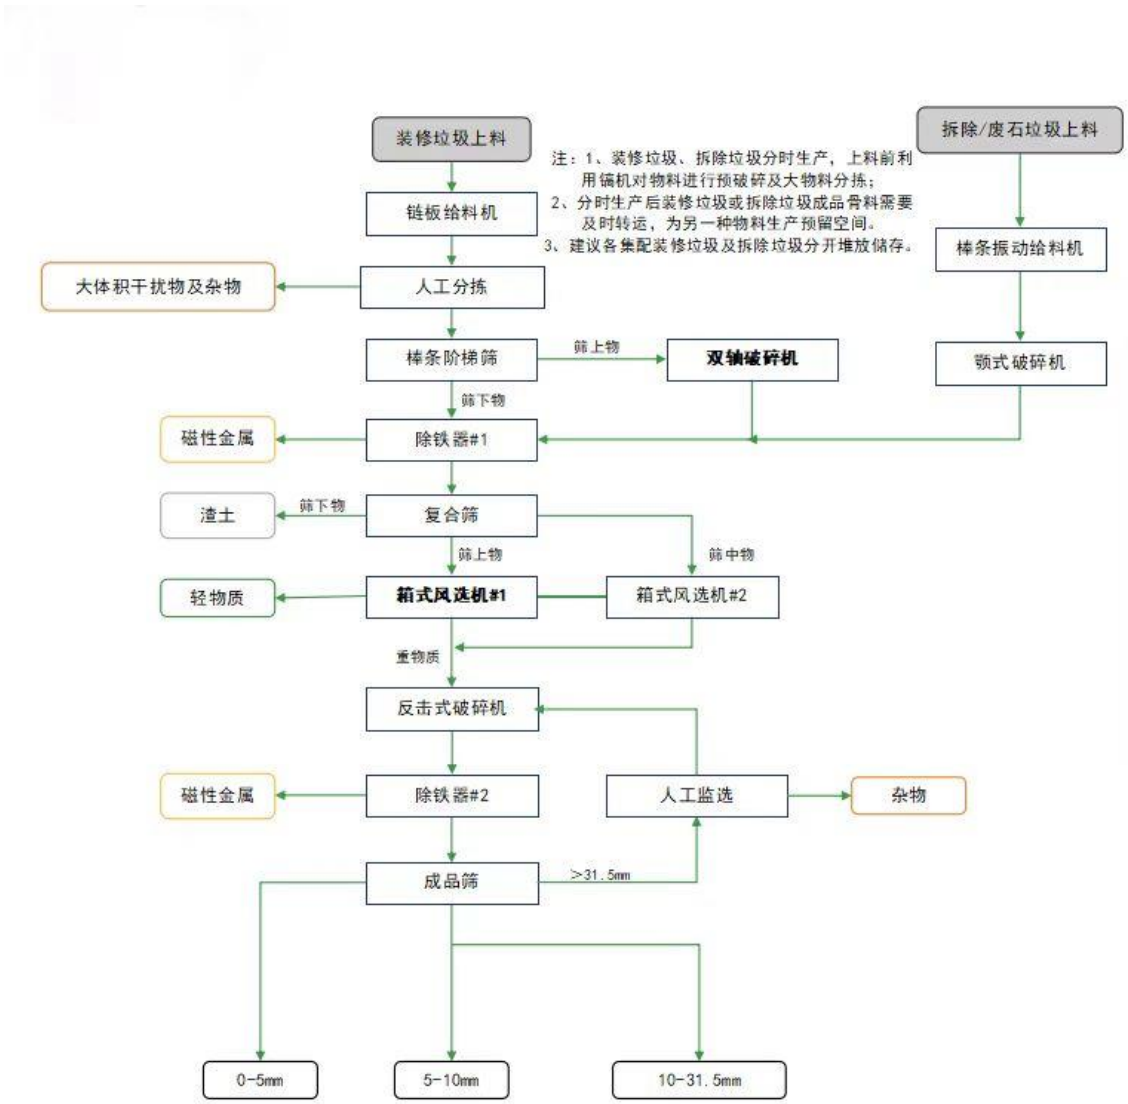 装修垃圾上料
拆除/废石垃圾上料
注：1、装修垃圾、拆除垃圾分时生产，上料前利
用镐机对物料进行预破碎及大物料分拣；
2、分时生产后装修垃圾或拆除垃圾成品骨料需要
及时转运，为另一种物料生产预留空间。
3、建议各集配装修垃圾及拆除垃圾分开堆放储存。
链板给料机
棒条振动给料机
大体积干扰物及杂物
人工分拣
棒条阶梯筛
筛上物
双轴破碎机
颚式破碎机
筛下物
磁性金属
除铁器#1
渣土
筛下物
复合筛
筛上物
筛中物
轻物质
箱式风选机#1
箱式风选机#2
重物质
反击式破碎机
磁性金属
除铁器#2
人工监选
杂物
成品筛
>31.5mm
0-5mm
5-10mm
10-31.5mm